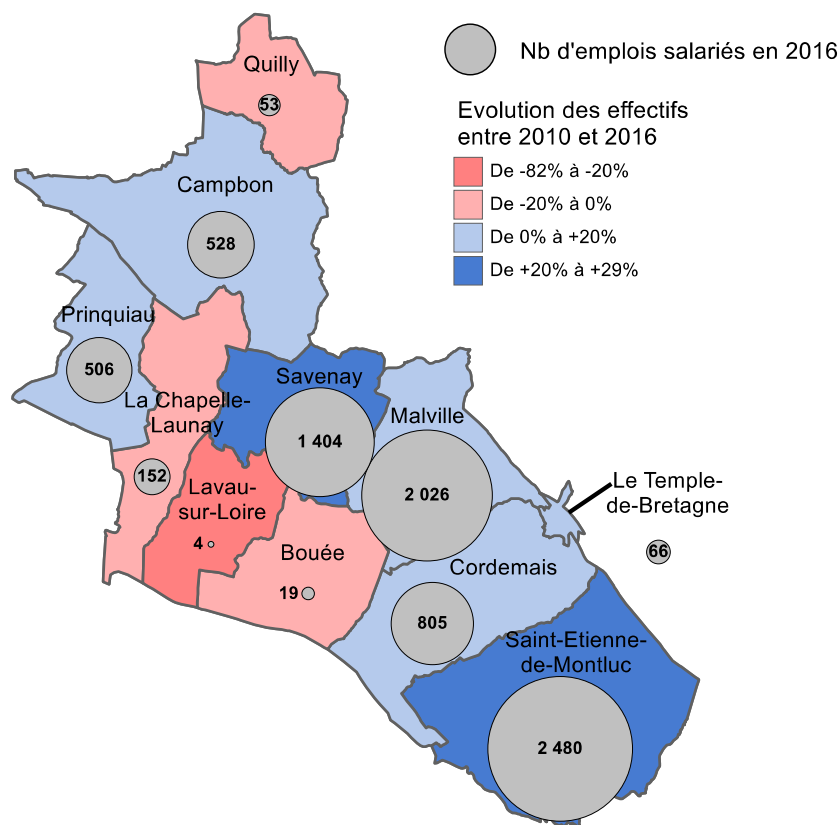 Nb d'emplois salariés en 2016
Evolution des effectifs
entre 2010 et 2016
De -82% à -20%
De -20% à 0%
De 0% à +20%
De +20% à +29%
Quilly
53
Campbon
528
Prinquiau
506
La Chapelle-
Launay
152
Savenay
1 404
Malville
2 026
Le Temple-
de-Bretagne
66
Lavau-
sur-Loire
4
Bouée
19
Cordemais
805
Saint-Etienne-
de-Montluc
2 480